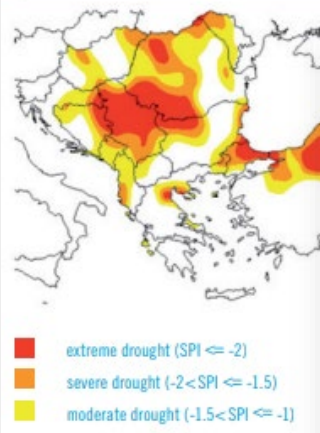 extreme drought (SPI <= -2)
severe drought (-2<SPI <= -1.5)
moderate drought (-1.5< SPI <= -1)